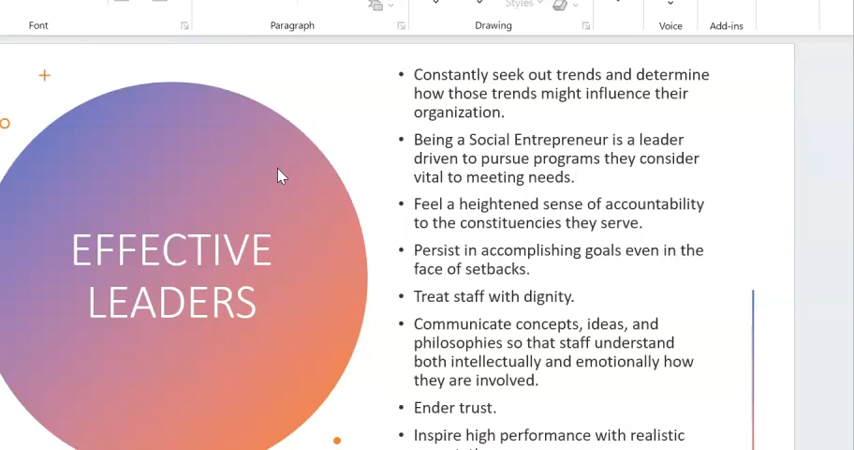 Styles
Font
Paragraph
Drawing
Voice
Add-ins
EFFECTIVE
LEADERS
• Constantly seek out trends and determine
how those trends might influence their
organization.
• Being a Social Entrepreneur is a leader
driven to pursue programs they consider
vital to meeting needs.
• Feel a heightened sense of accountability
to the constituencies they serve.
• Persist in accomplishing goals even in the
face of setbacks.
• Treat staff with dignity.
• Communicate concepts, ideas, and
philosophies so that staff understand
both intellectually and emotionally how
they are involved.
• Ender trust.
• Inspire high performance with realistic